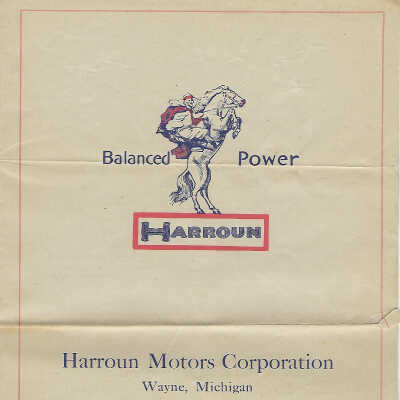 Balanced Power
HARROUN
Harroun Motors Corporation
Wayne, Michigan